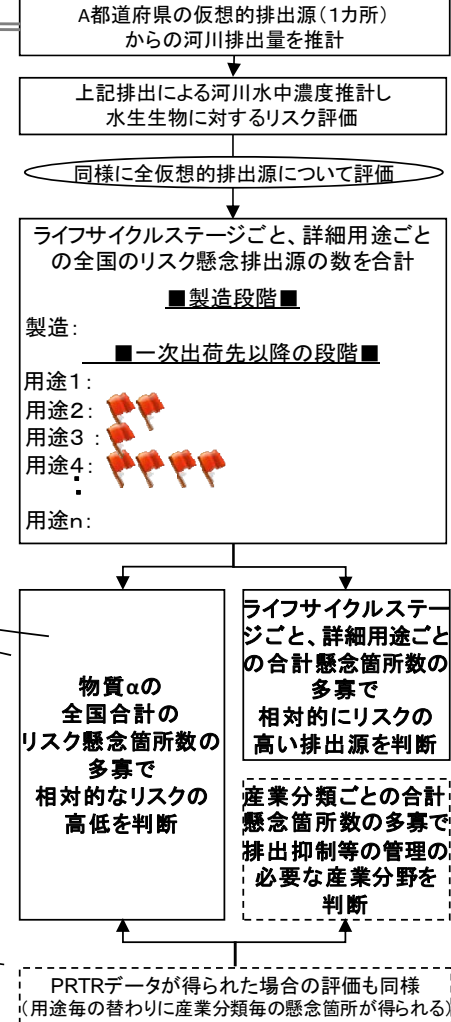 A都道府県の仮想的排出源(1カ所)
からの河川排出量を推計
上記排出による河川水中濃度推計し
水生生物に対するリスク評価
同様に全仮想的排出源について評価
ライフサイクルステージごと、詳細用途ごと
の全国のリスク懸念排出源の数を合計
■製造段階■
製造:
■一次出荷先以降の段階■
用途1:
用途2:
用途3 :
用途4:
用途n:
物質αの
全国合計の
リスク懸念箇所数の
多寡で
相対的なリスクの
高低を判断
ライフサイクルステー
ジごと、詳細用途ごと
の合計懸念箇所数の
多寡で
相対的にリスクの
高い排出源を判断
産業分類ごとの合計
懸念箇所数の多寡で
排出抑制等の管理の
必要な産業分野を
判断
PRTRデータが得られた場合の評価も同様
(用途毎の替わりに産業分類毎の懸念箇所が得られる)